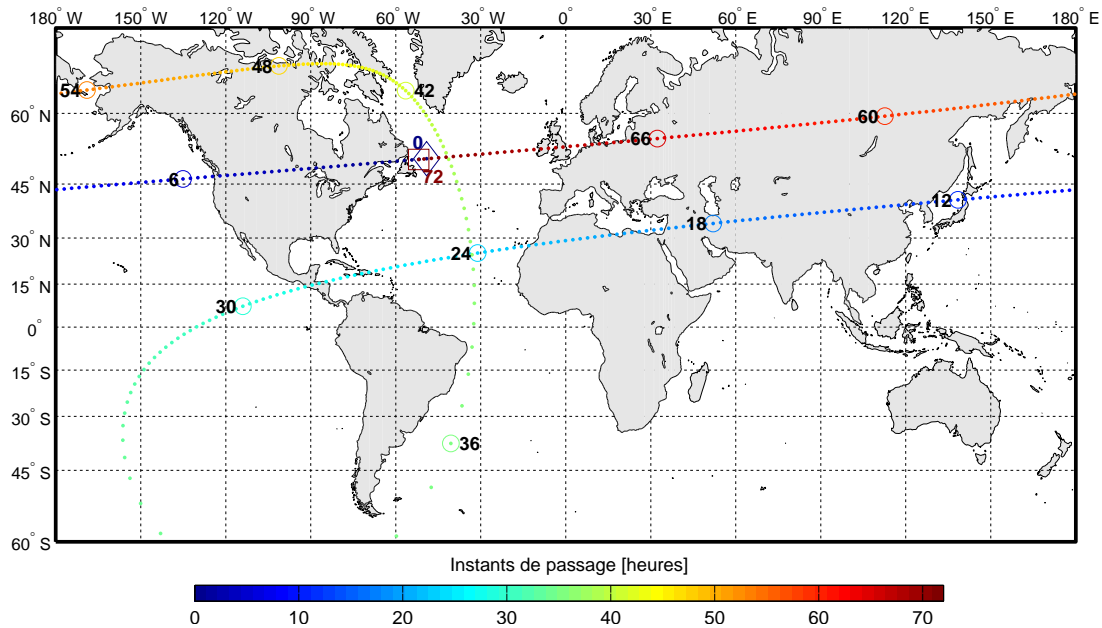 180° W 150° W 120° W 90° W 60° W 30° W 0° 30° E 60° E 90° E 120° E 150° E 180° E
54 48 42
60° N
60
66
0
72
45° N
6
12
18
30° N
24
15° N
30
0°
15° S
30° S
36
45° S
60° S
Instants de passage [heures]
0 10 20 30 40 50 60 70